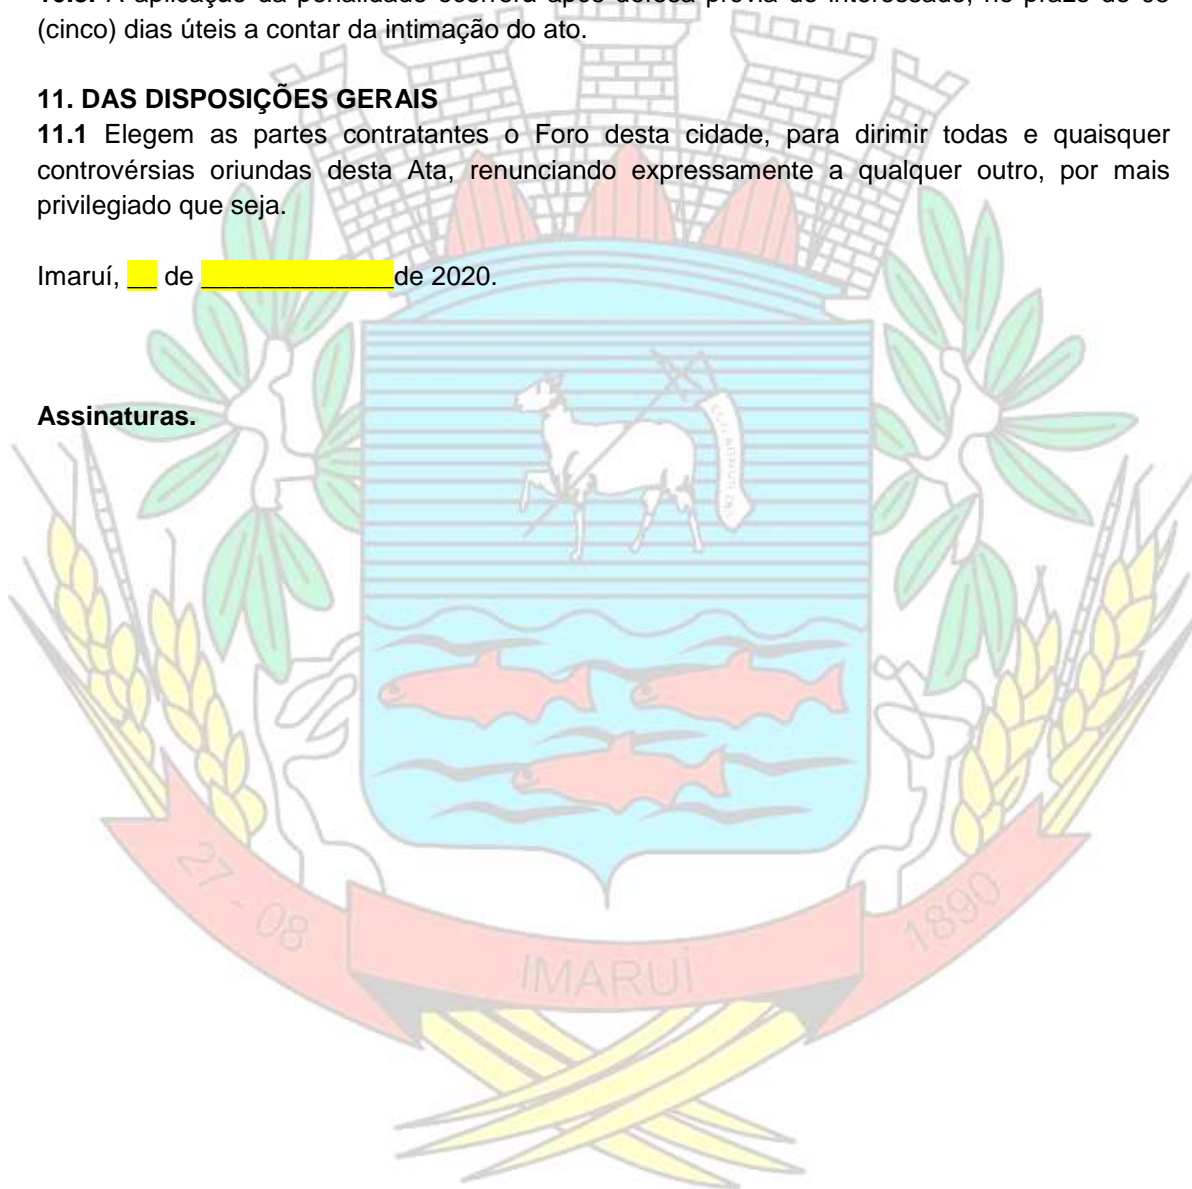 (cinco) dias úteis a contar da intimação do ato.
11. DAS DISPOSIÇÕES GERAIS
11.1 Elegem as partes contratantes o Foro desta cidade, para dirimir todas e quaisquer
controvérsias oriundas desta Ata, renunciando expressamente a qualquer outro, por mais
privilegiado que seja.
Imaruí, __ de _____________de 2020.
Assinaturas.
27 - 08
IMARUÍ
1890